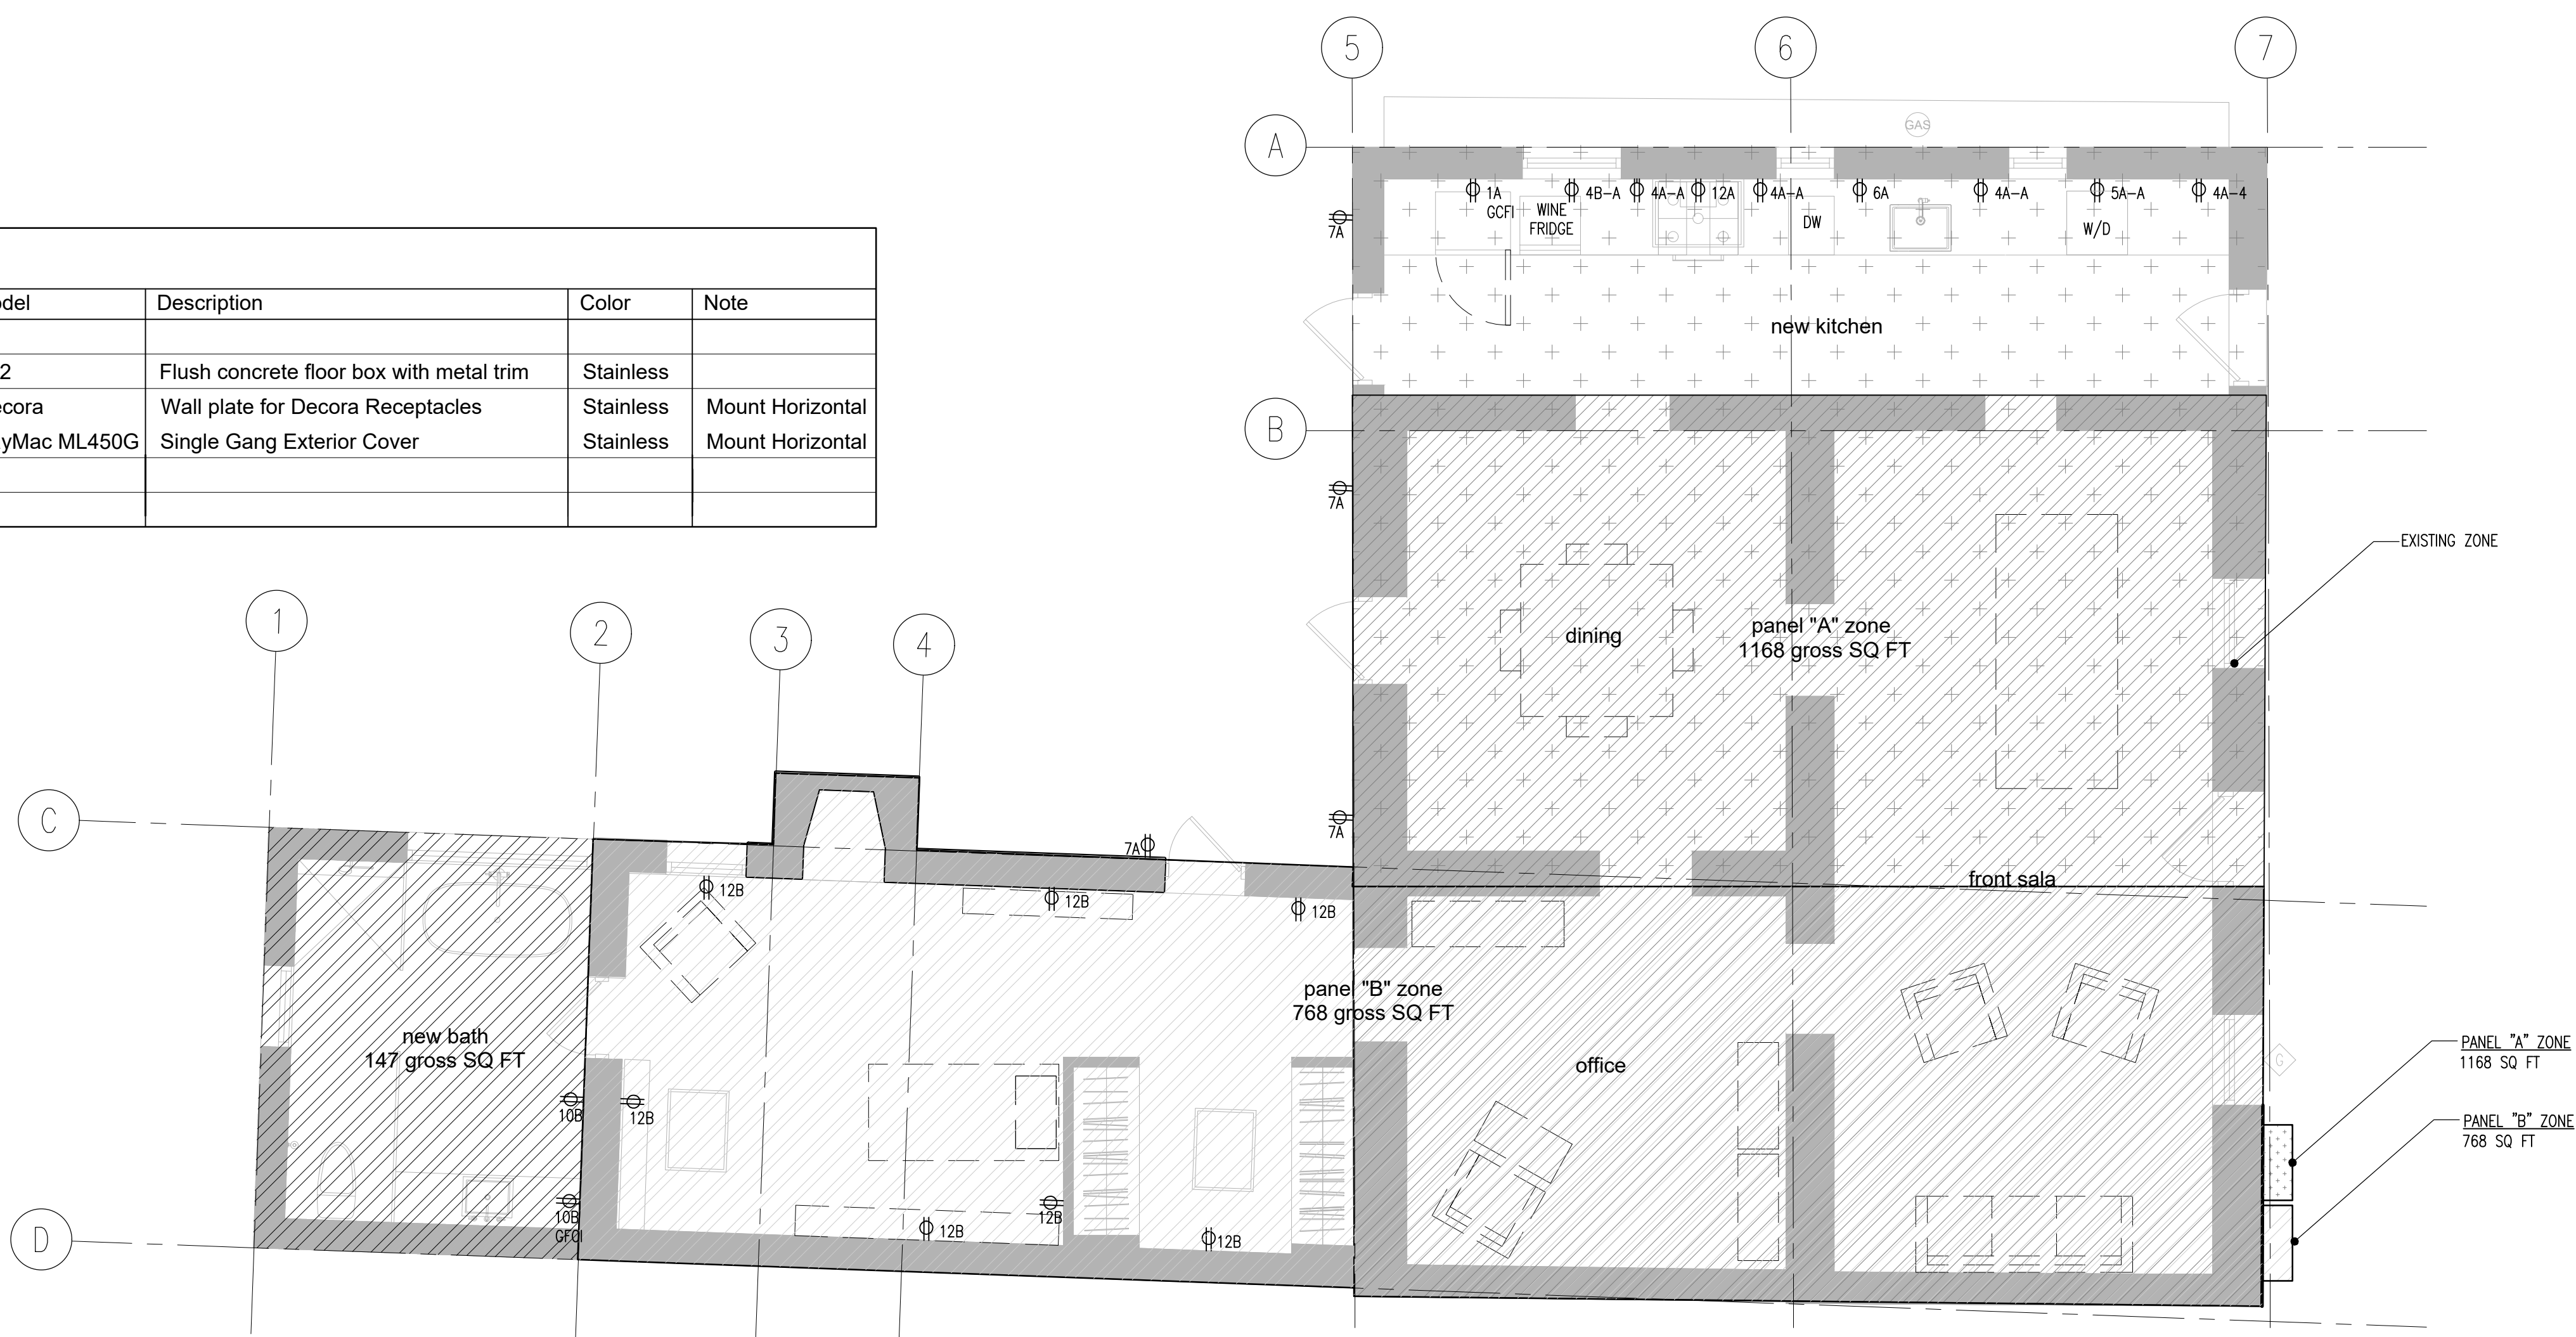 5
6
7
A
GAS
1A
GCFI
WINE
FRIDGE
4B-A
4A-A
12A
4A-A
DW
6A
4A-A
5A-A
W/D
4A-4
7A
new kitchen
Description
Color
Note
Flush concrete floor box with metal trim
Stainless
Wall plate for Decora Receptacles
Stainless
Mount Horizontal
ML450G
Single Gang Exterior Cover
Stainless
Mount Horizontal
B
7A
EXISTING ZONE
dining
panel "A" zone
1168 gross SQ FT
1
2
3
4
C
7A
7A
front sala
12B
12B
12B
panel "B" zone
768 gross SQ FT
new bath
147 gross SQ FT
office
G
PANEL "A" ZONE
1168 SQ FT
PANEL "B" ZONE
768 SQ FT
10B
12B
10B
GFCI
12B
12B
12B
D